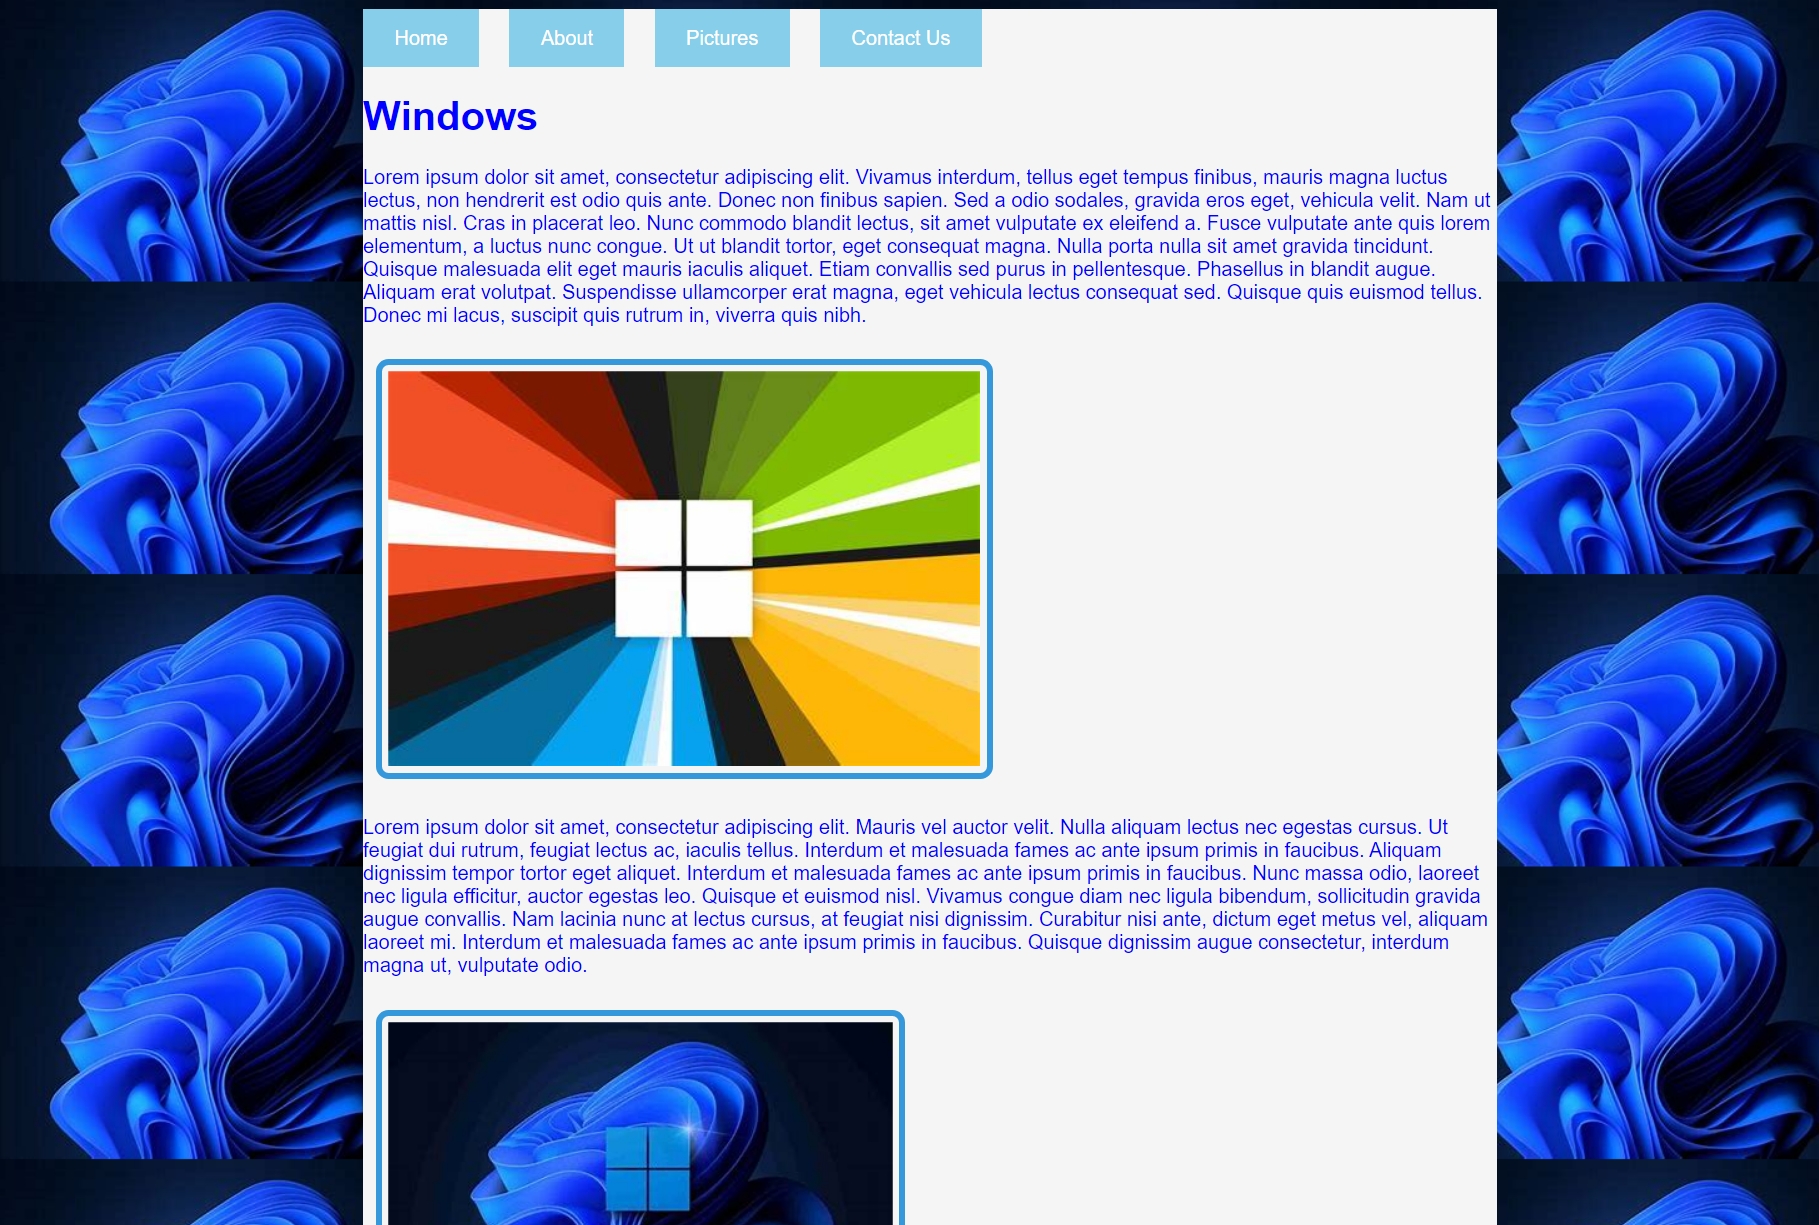 Home About Pictures Contact Us
Windows
Lorem ipsum dolor sit amet, consectetur adipiscing elit. Vivamus interdum, tellus eget tempus finibus, mauris magna luctus
lectus, non hendrerit est odio quis ante. Donec non finibus sapien. Sed a odio sodales, gravida eros eget, vehicula velit. Nam ut
mattis nisl. Cras in placerat leo. Nunc commodo blandit lectus, sit amet vulputate ex eleifend a. Fusce vulputate ante quis lorem
elementum, a luctus nunc congue. Ut ut blandit tortor, eget consequat magna. Nulla porta nulla sit amet gravida tincidunt.
Quisque malesuada elit eget mauris iaculis aliquet. Etiam convallis sed purus in pellentesque. Phasellus in blandit augue.
Aliquam erat volutpat. Suspendisse ullamcorper erat magna, eget vehicula lectus consequat sed. Quisque quis euismod tellus.
Donec mi lacus, suscipit quis rutrum in, viverra quis nibh.
Lorem ipsum dolor sit amet, consectetur adipiscing elit. Mauris vel auctor velit. Nulla aliquam lectus nec egestas cursus. Ut
feugiat dui rutrum, feugiat lectus ac, iaculis tellus. Interdum et malesuada fames ac ante ipsum primis in faucibus. Aliquam
dignissim tempor tortor eget aliquet. Interdum et malesuada fames ac ante ipsum primis in faucibus. Nunc massa odio, laoreet
nec ligula efficitur, auctor egestas leo. Quisque et euismod nisl. Vivamus congue diam nec ligula bibendum, sollicitudin gravida
augue convallis. Nam lacinia nunc at lectus cursus, at feugiat nisi dignissim. Curabitur nisi ante, dictum eget metus vel, aliquam
laoreet mi. Interdum et malesuada fames ac ante ipsum primis in faucibus. Quisque dignissim augue consectetur, interdum
magna ut, vulputate odio.